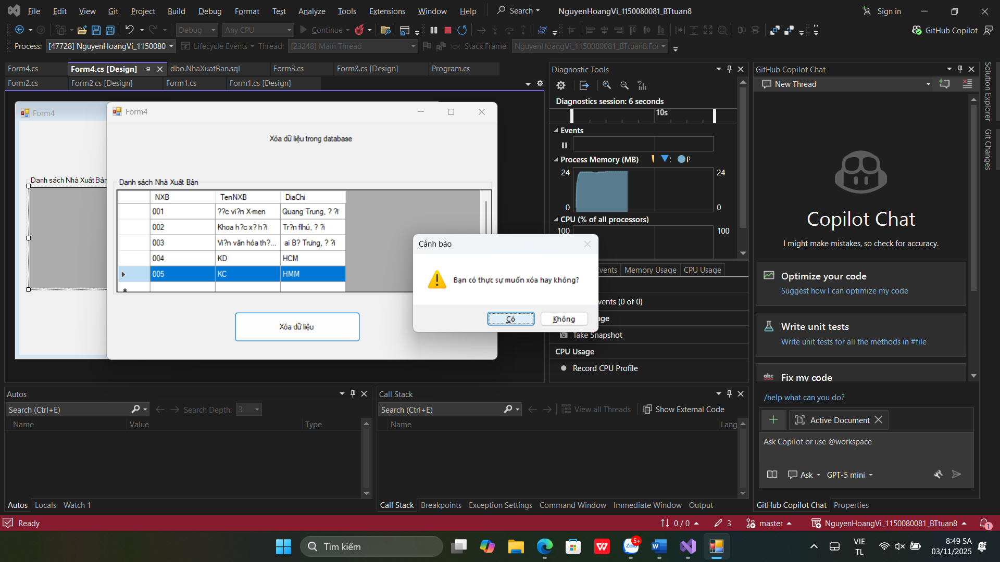 File Edit View Git Project Build Debug Format Test Analyze Tools Extensions Window Help Search NguyenHoangVi_1150080081_BTtuan8 Sign in
Debug Any CPU Continue GitHub Copilot
Process: [47728] NguyenHoangVi_1150080 Lifecycle Events Thread: [23248] Main Thread Stack Frame: NguyenHoangVi_1150080081_BTtuan8.For
Form4.cs Form4.cs [Design] dbo.NhaXuatBan.sql Form3.cs Form3.cs [Design] Program.cs
Form2.cs Form2.cs [Design] Form1.cs Form1.cs [Design]
Form4
Danh sách Nhà Xuất Bản
Form4
Xóa dữ liệu trong database
Danh sách Nhà Xuất Bản
NXB TenNXB DiaChi
001 ??c vi?n X-men Quang Trung, ? ?i
002 Khoa h?c x? h?i Tr?n flhú, ? ?i
003 Vi?n văn hóa th?... ai B? Trưng, ? ?i
004 KD HCM
005 KC HMM
Xóa dữ liệu
Cảnh báo
Bạn có thực sự muốn xóa hay không?
Có Không
Diagnostic Tools
Diagnostics session: 6 seconds
10s
Events
Process Memory (MB) P
24 24
0 0
CPU (% of all processors)
100 100
vents Memory Usage CPU Usage
vents (0 of 0)
age
Take Snapshot
CPU Usage
Record CPU Profile
GitHub Copilot Chat
New Thread
Copilot Chat
I might make mistakes, so check for accuracy.
Optimize your code
Suggest how I can optimize my code
Write unit tests
Write unit tests for all the methods in #file
abc Fix my code
/help what can you do?
Active Document
Ask Copilot or use @workspace
Ask GPT-5 mini
GitHub Copilot Chat Properties
Solution Explorer
Git Changes
Autos
Search (Ctrl+E) Search Depth: 3
Name Value Type
Autos Locals Watch 1
Call Stack
Search (Ctrl+E) View all Threads Show External Code
Name Lang
Call Stack Breakpoints Exception Settings Command Window Immediate Window Output
Ready 0 / 0 3 master NguyenHoangVi_1150080081_BTtuan8 1
Tìm kiếm Zalo 5+ VIE TL 8:49 SA 03/11/2025